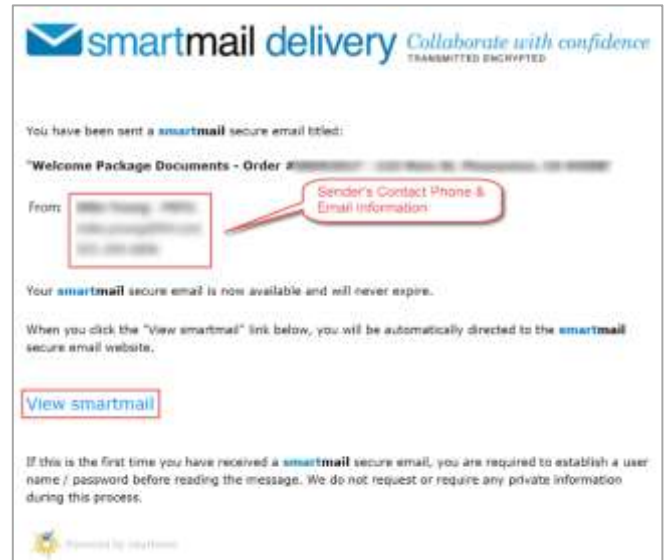 smartmail delivery Collaborate with confidence
TRANSMITTED ENCRYPTED
You have been sent a smartmail secure email titled:
"Welcome Package Documents - Order #
Sender's Contact Phone &
Email Information
From:
Your smartmail secure email is now available and will never expire.
When you click the "View smartmail" link below, you will be automatically directed to the smartmail
secure email website.
View smartmail
If this is the first time you have received a smartmail secure email, you are required to establish a user
name / password before reading the message. We do not request or require any private information
during this process.
Powered by